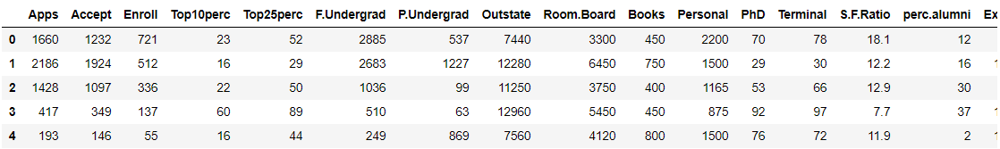 Apps Accept Enroll Top10perc Top25perc F.Undergrad P.Undergrad Outstate Room.Board Books Personal PhD Terminal S.F.Ratio perc.alumni Ex
0 1660 1232 721 23 52 2885 537 7440 3300 450 2200 70 78 18.1 12
1 2186 1924 512 16 29 2683 1227 12280 6450 750 1500 29 30 12.2 16 1
2 1428 1097 336 22 50 1036 99 11250 3750 400 1165 53 66 12.9 30
3 417 349 137 60 89 510 63 12960 5450 450 875 92 97 7.7 37 1
4 193 146 55 16 44 249 869 7560 4120 800 1500 76 72 11.9 2 1